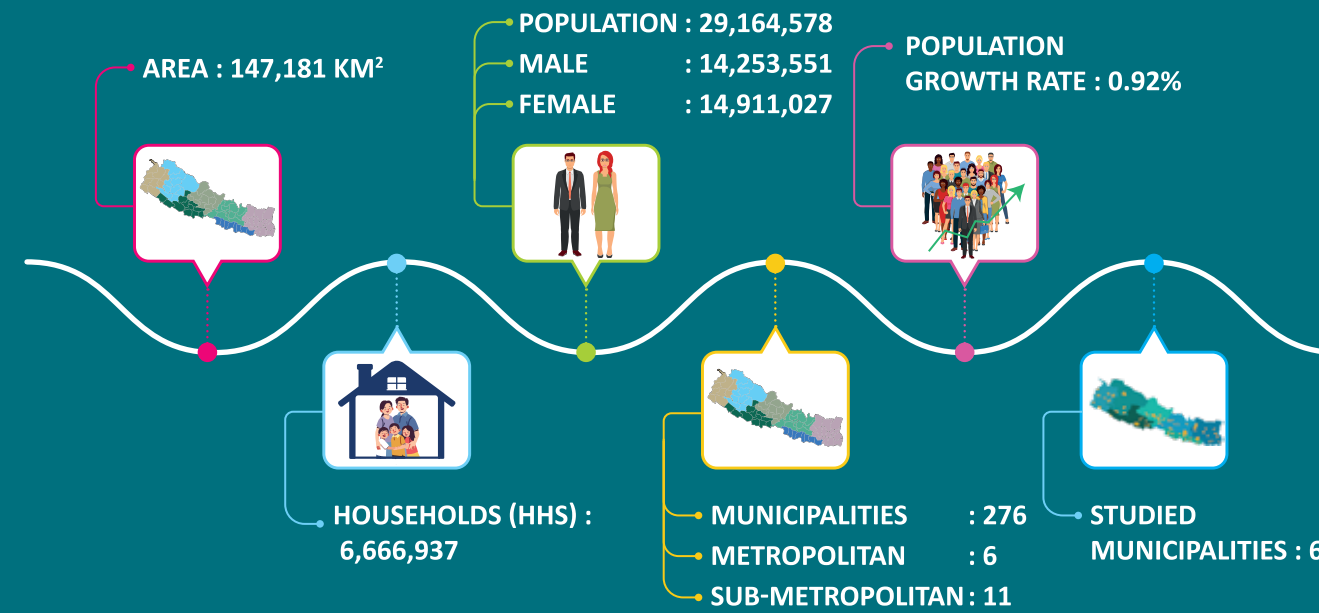 AREA : 147,181 KM²
POPULATION : 29,164,578
MALE : 14,253,551
FEMALE : 14,911,027
POPULATION
GROWTH RATE : 0.92%
HOUSEHOLDS (HHS) :
6,666,937
MUNICIPALITIES : 276
METROPOLITAN : 6
SUB-METROPOLITAN : 11
STUDIED
MUNICIPALITIES :